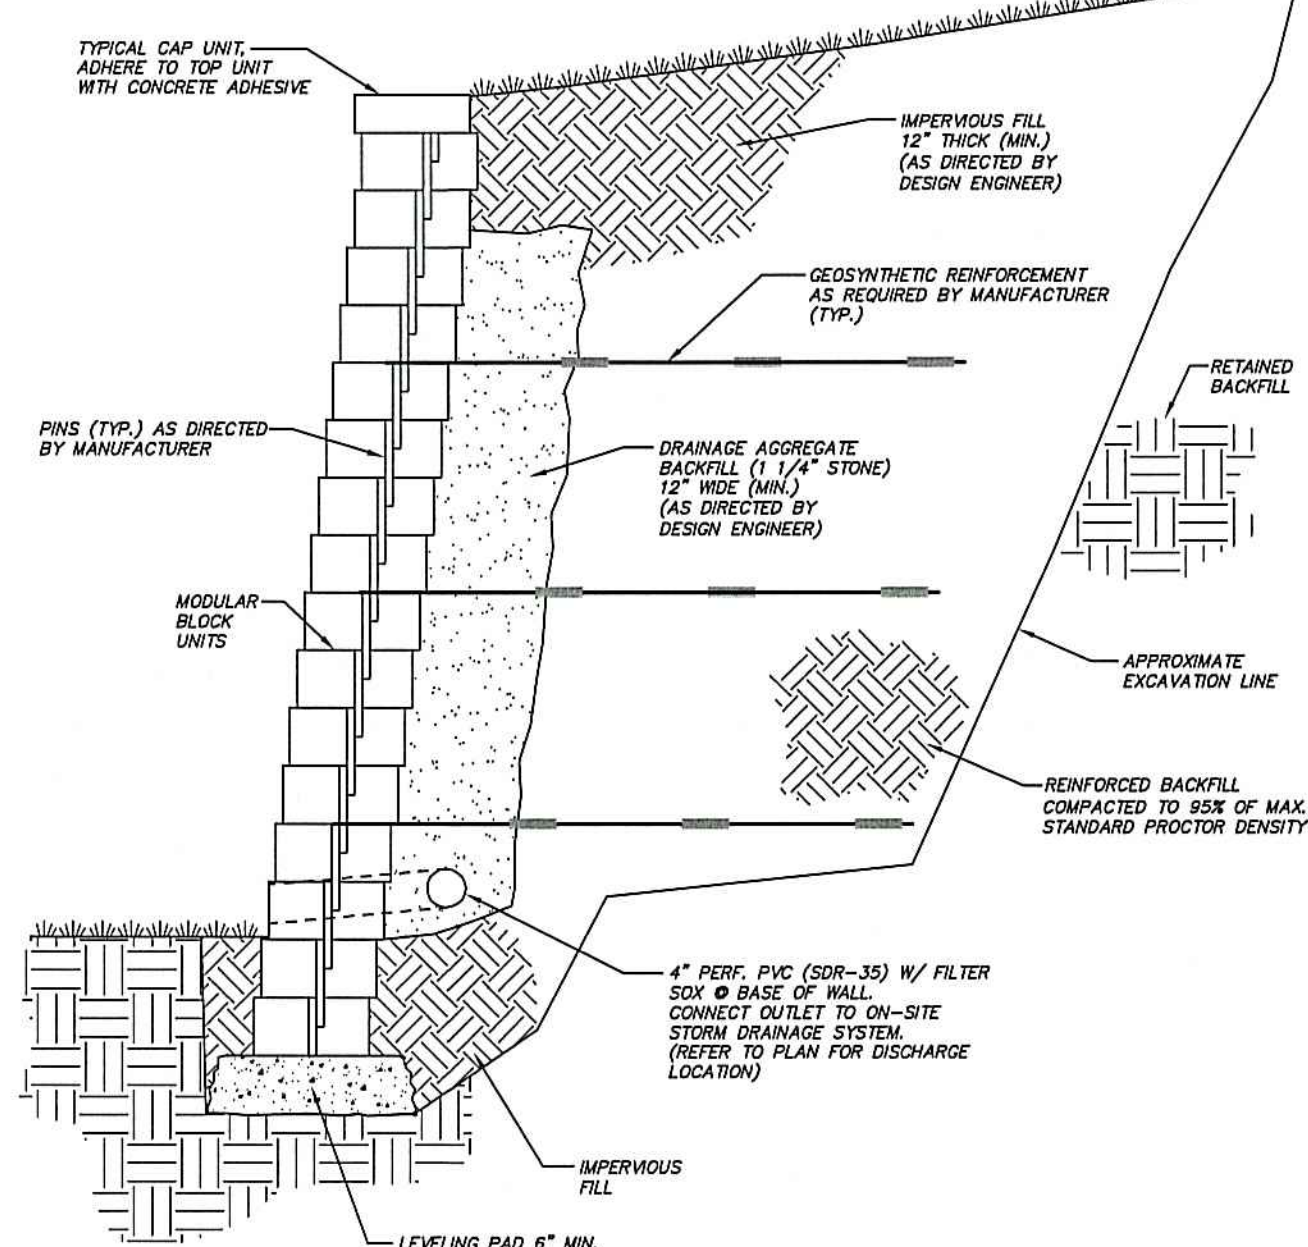 TYPICAL CAP UNIT,
ADHERE TO TOP UNIT
WITH CONCRETE ADHESIVE
IMPERVIOUS FILL
12" THICK (MIN.)
(AS DIRECTED BY
DESIGN ENGINEER)
GEOSYNTHETIC REINFORCEMENT
AS REQUIRED BY MANUFACTURER
(TYP.)
RETAINED
BACKFILL
PINS (TYP.) AS DIRECTED
BY MANUFACTURER
DRAINAGE AGGREGATE
BACKFILL (1 1/4" STONE)
12" WIDE (MIN.)
(AS DIRECTED BY
DESIGN ENGINEER)
MODULAR
BLOCK
UNITS
APPROXIMATE
EXCAVATION LINE
REINFORCED BACKFILL
COMPACTED TO 95% OF MAX.
STANDARD PROCTOR DENSITY
4" PERF. PVC (SDR-35) W/ FILTER
SOX @ BASE OF WALL.
CONNECT OUTLET TO ON-SITE
STORM DRAINAGE SYSTEM.
(REFER TO PLAN FOR DISCHARGE
LOCATION)
IMPERVIOUS
FILL
LEVELING PAD 6" MIN.